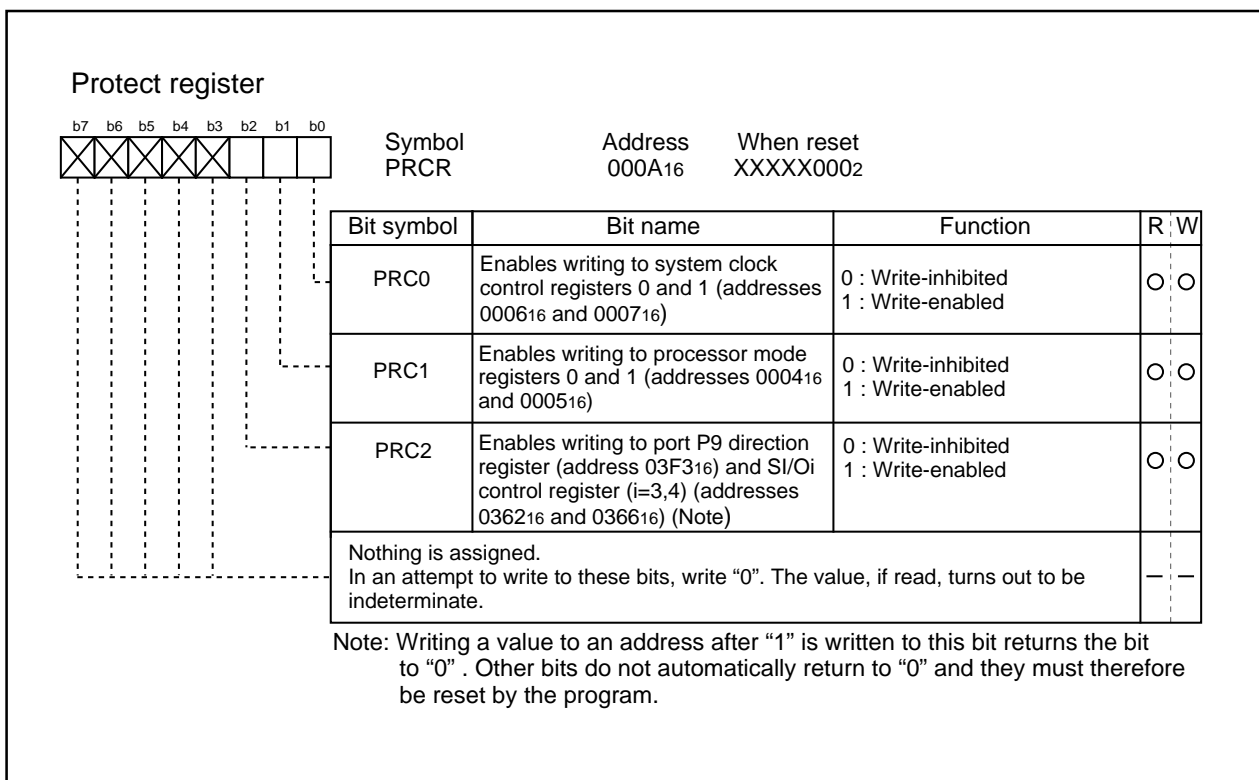 Protect register
b7 b6 b5 b4 b3 b2 b1 b0
Symbol Address When reset
PRCR 000A16 XXXXX0002
Bit symbol Bit name Function R W
PRC0 Enables writing to system clock
control registers 0 and 1 (addresses
000616 and 000716) 0 : Write-inhibited
1 : Write-enabled
PRC1 Enables writing to processor mode
registers 0 and 1 (addresses 000416
and 000516) 0 : Write-inhibited
1 : Write-enabled
PRC2 Enables writing to port P9 direction
register (address 03F316) and SI/Oi
control register (i=3,4) (addresses
036216 and 036616) (Note) 0 : Write-inhibited
1 : Write-enabled
Nothing is assigned.
In an attempt to write to these bits, write “0”. The value, if read, turns out to be
indeterminate.
Note: Writing a value to an address after “1” is written to this bit returns the bit
to “0” . Other bits do not automatically return to “0” and they must therefore
be reset by the program.